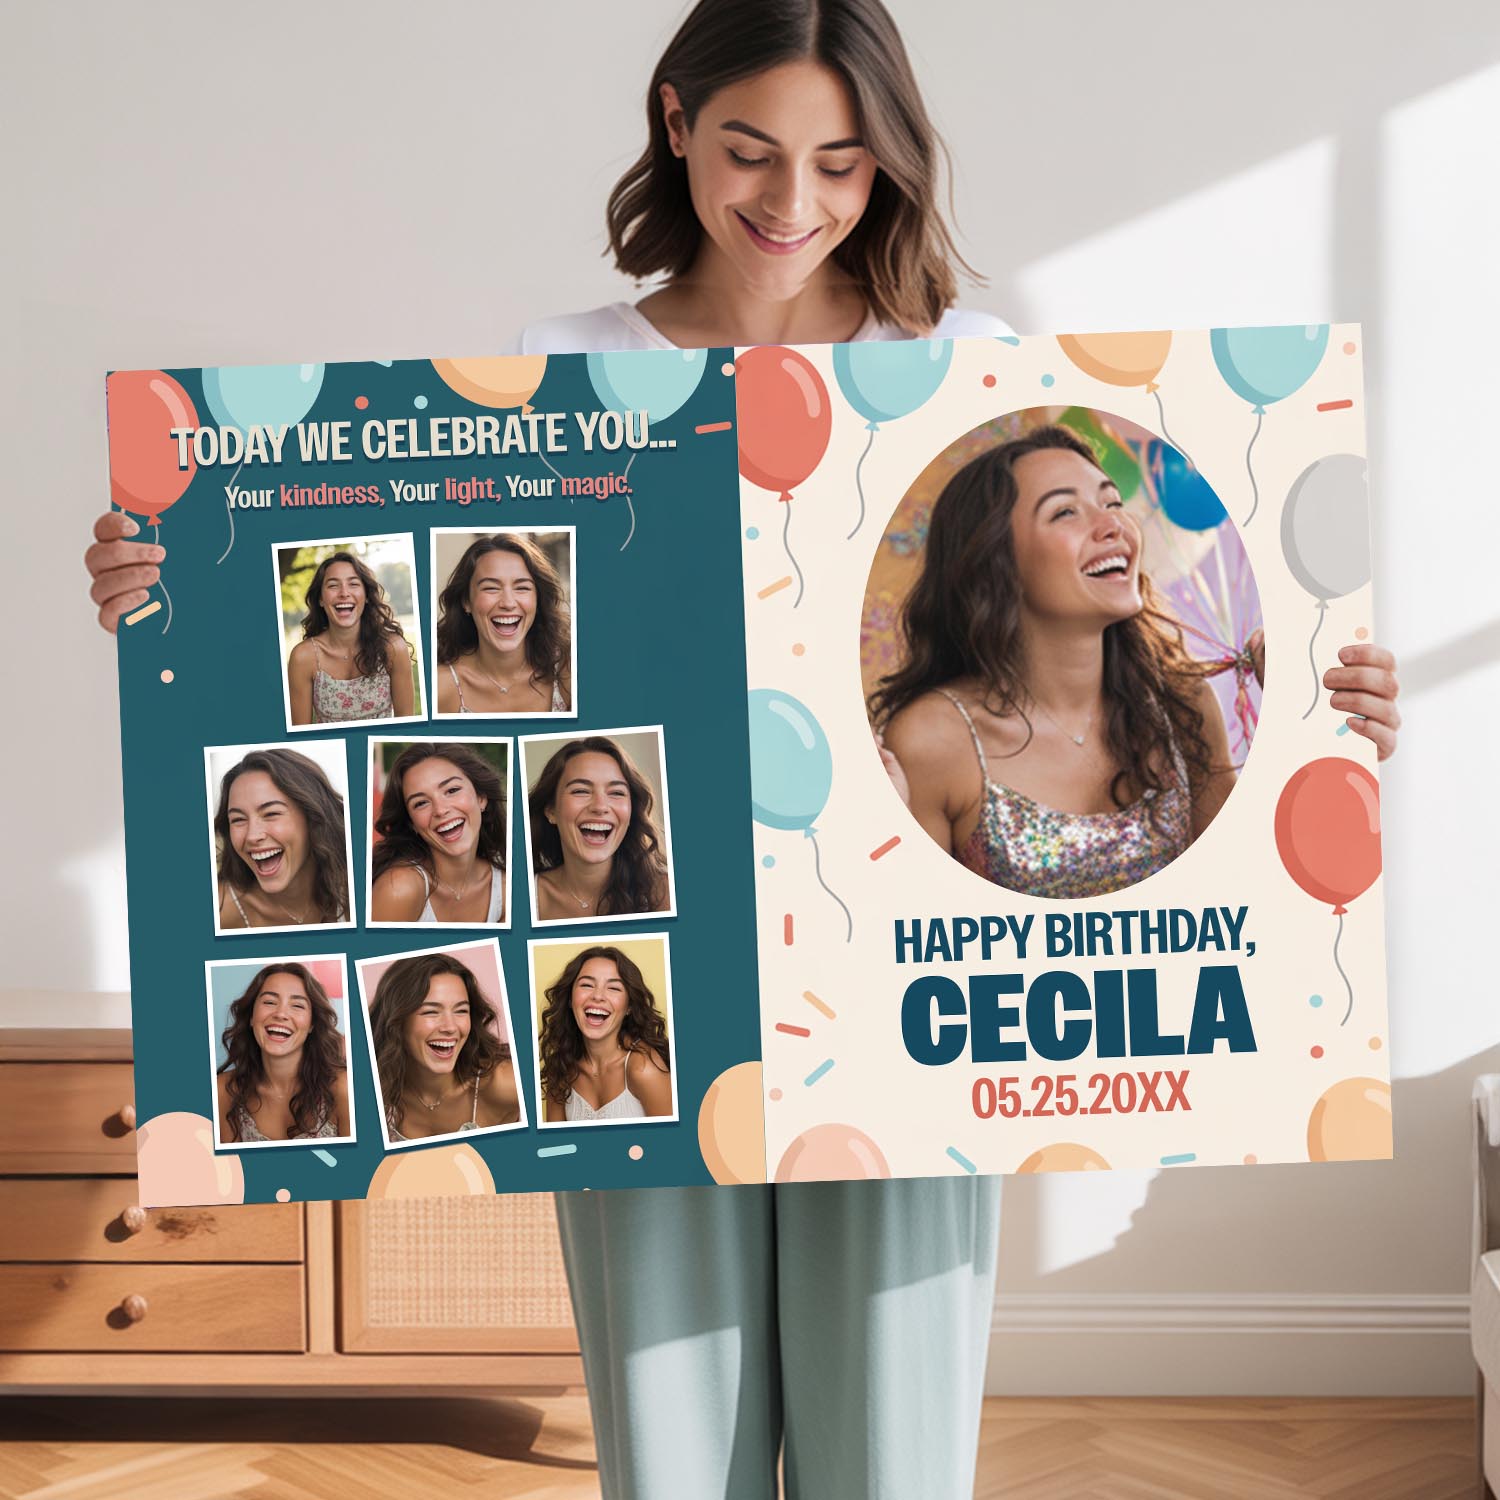 TODAY WE CELEBRATE YOU...
Your kindness, Your light, Your magic.
HAPPY BIRTHDAY,
CECILA
05.25.20XX